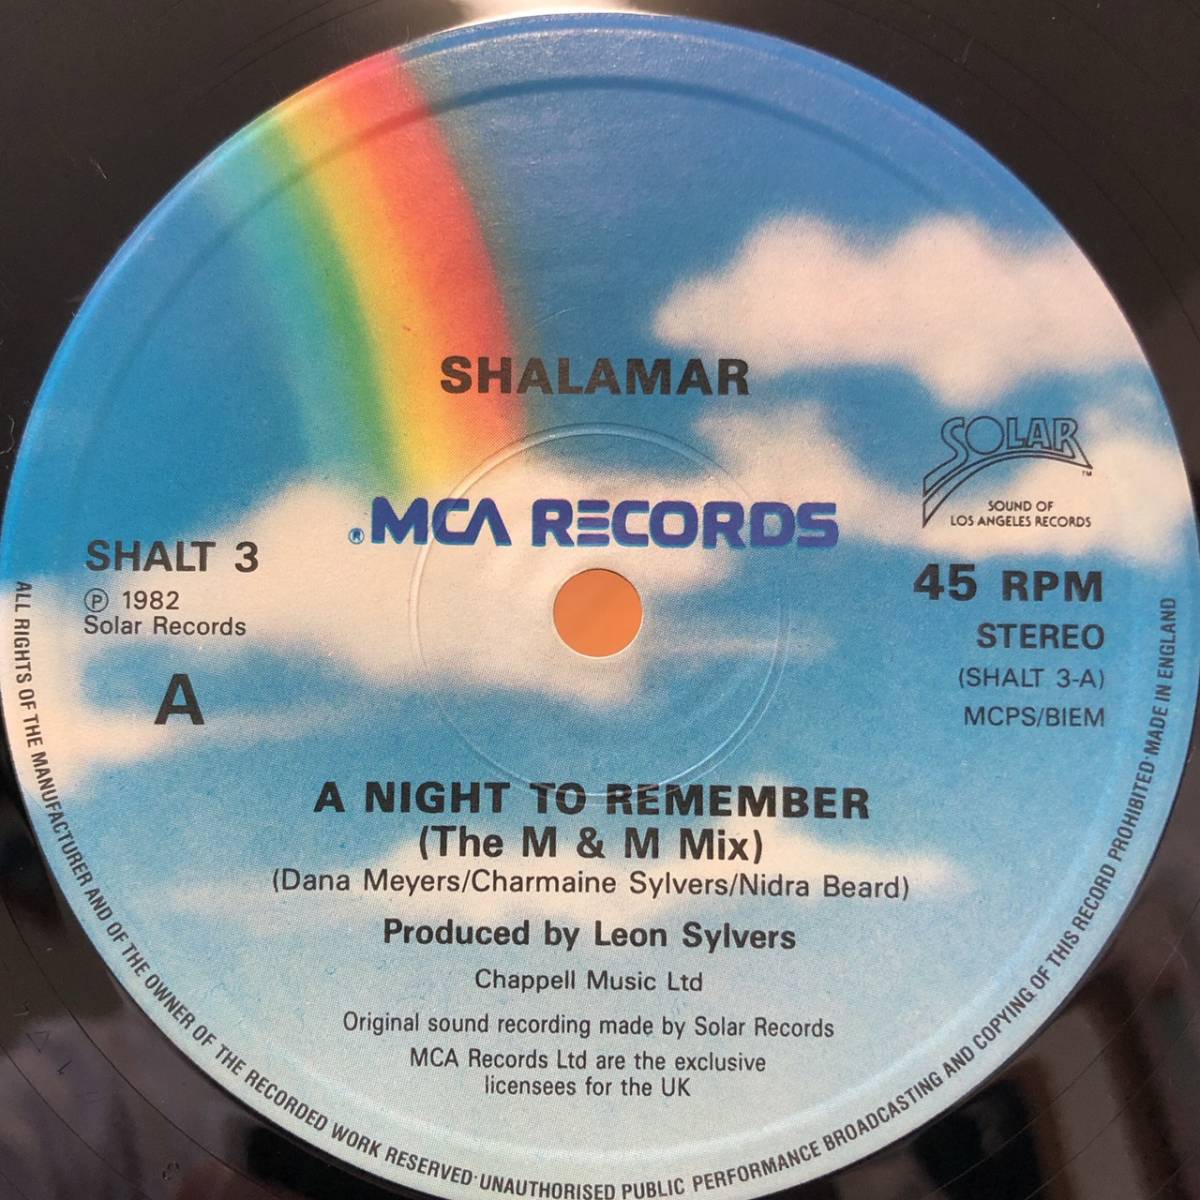 SHALAMAR
SOLAR
™
SOUND OF
LOS ANGELES RECORDS
® MCA RECORDS
SHALT 3
℗ 1982
Solar Records
A
45 RPM
STEREO
(SHALT 3-A)
MCPS/BIEM
A NIGHT TO REMEMBER
(The M & M Mix)
(Dana Meyers/Charmaine Sylvers/Nidra Beard)
Produced by Leon Sylvers
Chappell Music Ltd
Original sound recording made by Solar Records
MCA Records Ltd are the exclusive
licensees for the UK
ALL RIGHTS OF THE MANUFACTURER AND OF THE OWNER OF THE RECORDED WORK RESERVED·UNAUTHORISED PUBLIC PERFORMANCE BROADCASTING AND COPYING OF THIS RECORD PROHIBITED·MADE IN ENGLAND